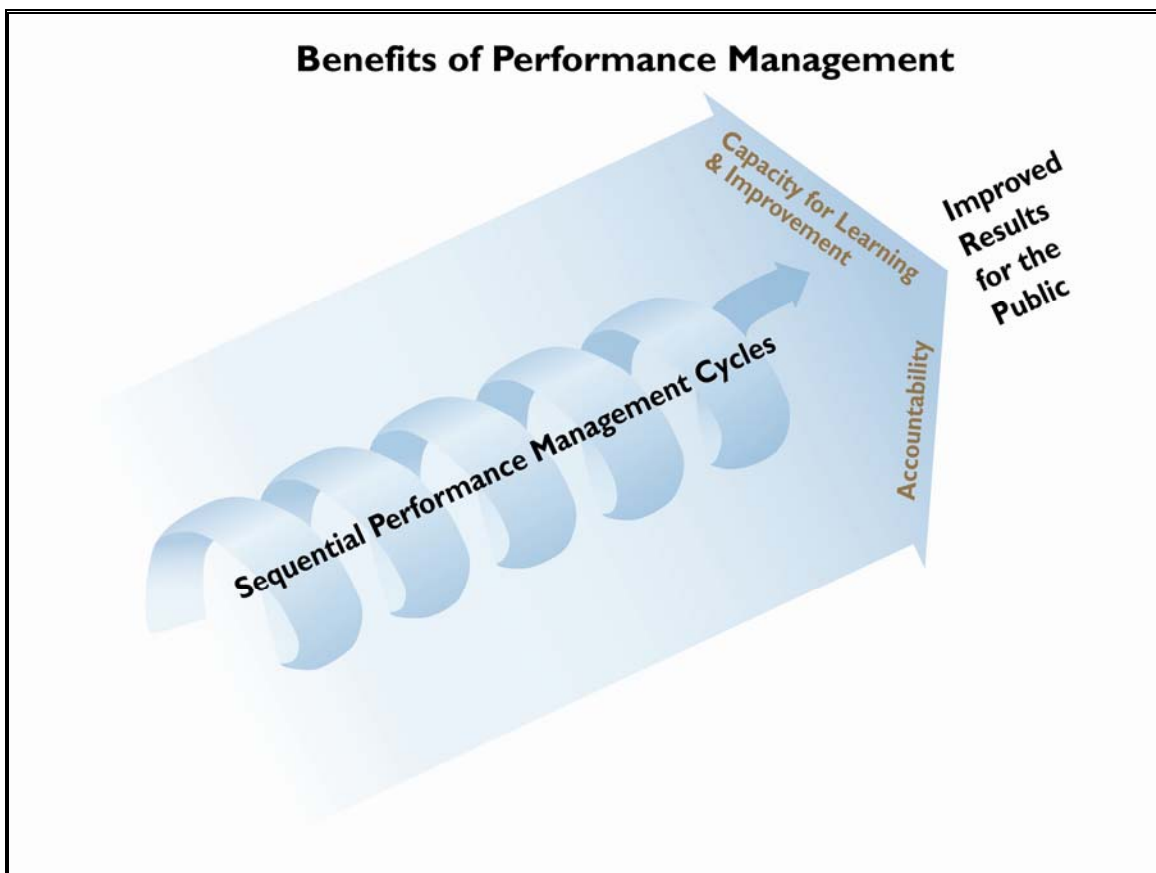 Benefits of Performance Management
Capacity for Learning
& Improvement
Improved
Results
for the
Public
Sequential Performance Management Cycles
Accountability